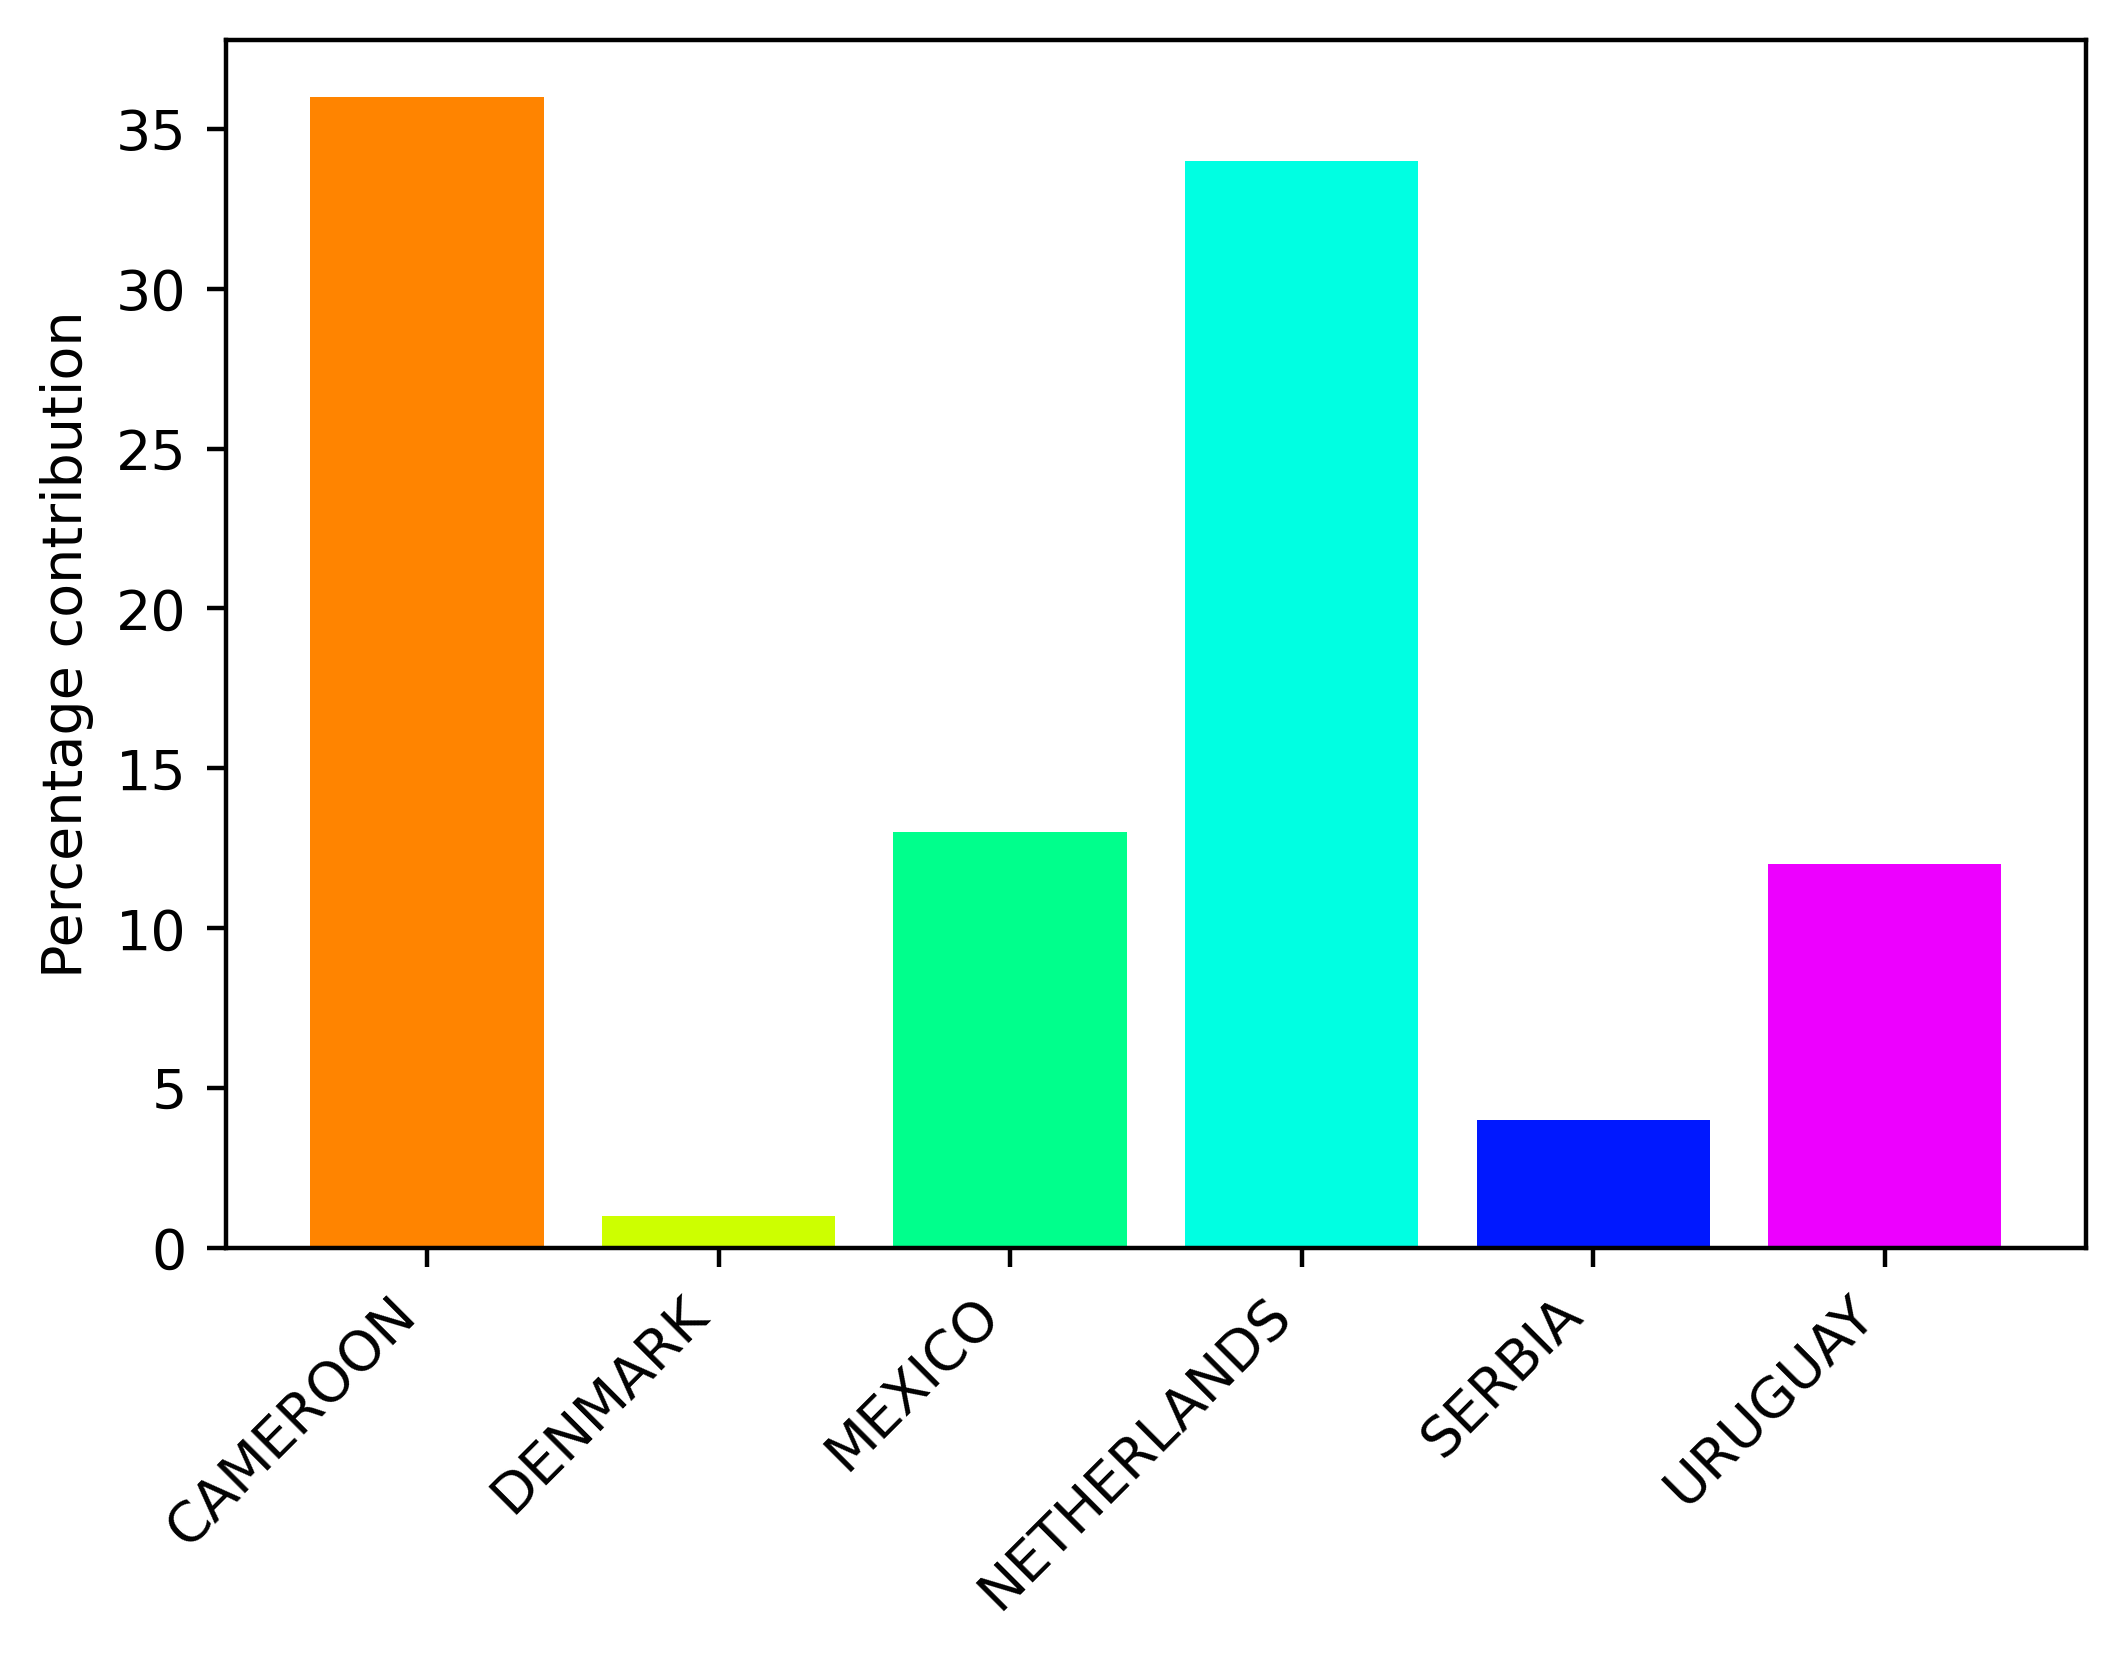 Percentage contribution
35
30
25
20
15
10
5
0
CAMEROON
DENMARK
MEXICO
NETHERLANDS
SERBIA
URUGUAY